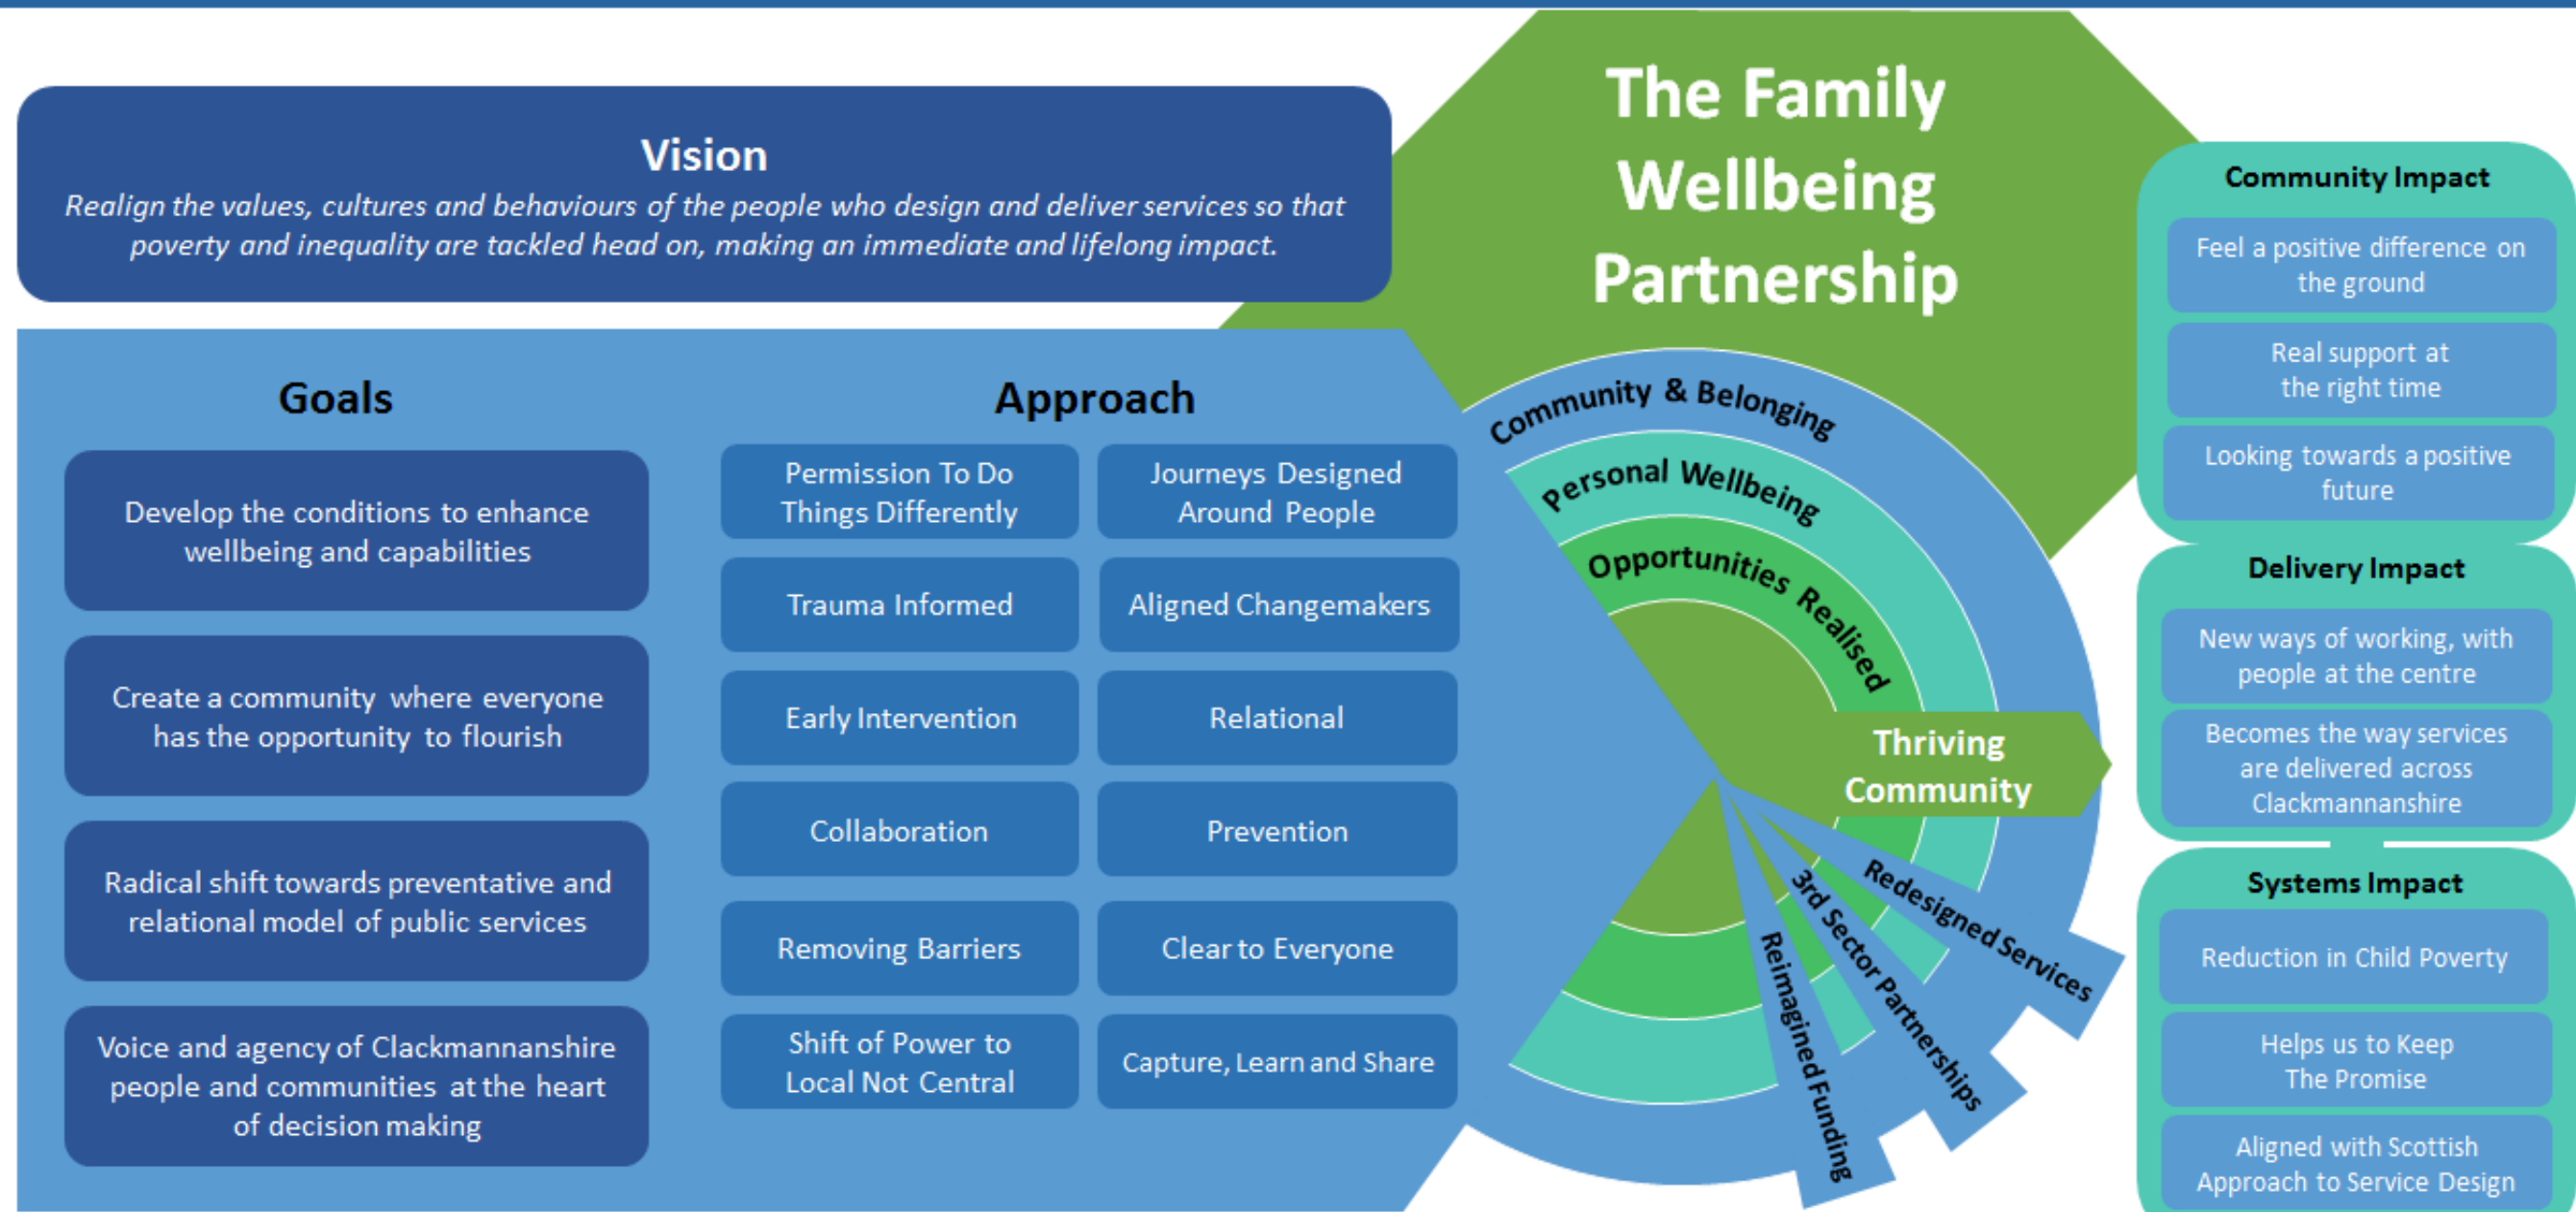 The Family
Wellbeing
Partnership
Vision
Realign the values, cultures and behaviours of the people who design and deliver services so that
poverty and inequality are tackled head on, making an immediate and lifelong impact.
Goals
Develop the conditions to enhance
wellbeing and capabilities
Create a community where everyone
has the opportunity to flourish
Radical shift towards preventative and
relational model of public services
Voice and agency of Clackmannanshire
people and communities at the heart
of decision making
Approach
Permission To Do
Things Differently
Journeys Designed
Around People
Trauma Informed
Aligned Changemakers
Early Intervention
Relational
Collaboration
Prevention
Removing Barriers
Clear to Everyone
Shift of Power to
Local Not Central
Capture, Learn and Share
Community & Belonging
Personal Wellbeing
Opportunities Realised
Thriving
Community
Redesigned Services
3rd Sector Partnerships
Reimagined Funding
Community Impact
Feel a positive difference on
the ground
Real support at
the right time
Looking towards a positive
future
Delivery Impact
New ways of working, with
people at the centre
Becomes the way services
are delivered across
Clackmannanshire
Systems Impact
Reduction in Child Poverty
Helps us to Keep
The Promise
Aligned with Scottish
Approach to Service Design